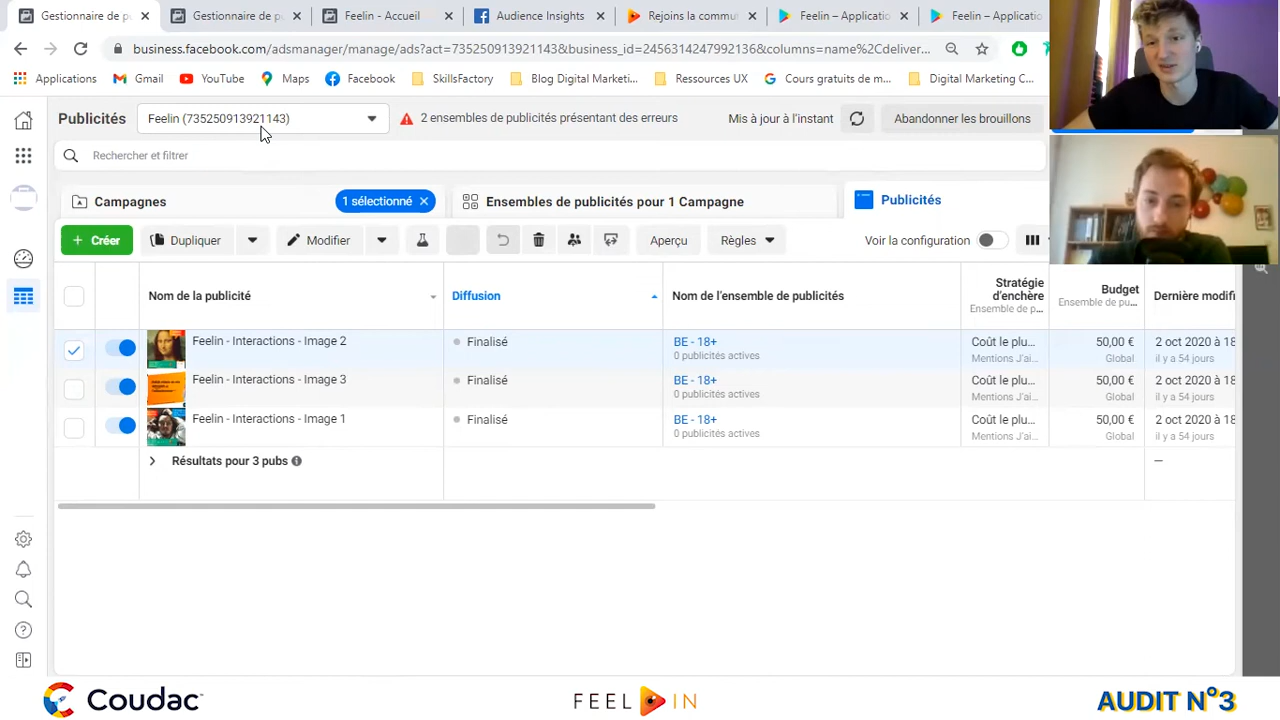 Gestionnaire de pu
Gestionnaire de p
Feelin - Accueil
Audience Insights
Rejoins la commu
Feelin – Applicatio
Feelin – Applicatio
business.facebook.com/adsmanager/manage/ads?act=735250913921143&business_id=2456314247992136&columns=name%2Cdeliver...
Applications
Gmail
YouTube
Maps
Facebook
SkillsFactory
Blog Digital Marketi...
Ressources UX
Cours gratuits de m...
Digital Marketing C...
Publicités
Feelin (735250913921143)
2 ensembles de publicités présentant des erreurs
Mis à jour à l'instant
Abandonner les brouillons
Rechercher et filtrer
Campagnes
1 sélectionné
Ensembles de publicités pour 1 Campagne
Publicités
Créer
Dupliquer
Modifier
Aperçu
Règles
Voir la configuration
Nom de la publicité
Diffusion
Nom de l'ensemble de publicités
Stratégie d'enchère
Ensemble de p...
Budget
Ensemble de pu...
Dernière modifi
Feelin - Interactions - Image 2
Finalisé
BE - 18+
0 publicités actives
Coût le plu...
Mentions J'ai...
50,00 €
Global
2 oct 2020 à 18
il y a 54 jours
Feelin - Interactions - Image 3
Finalisé
BE - 18+
0 publicités actives
Coût le plu...
Mentions J'ai...
50,00 €
Global
2 oct 2020 à 18
il y a 54 jours
Feelin - Interactions - Image 1
Finalisé
BE - 18+
0 publicités actives
Coût le plu...
Mentions J'ai...
50,00 €
Global
2 oct 2020 à 18
il y a 54 jours
Résultats pour 3 pubs
—
Coudac
FEEL IN
AUDIT N°3